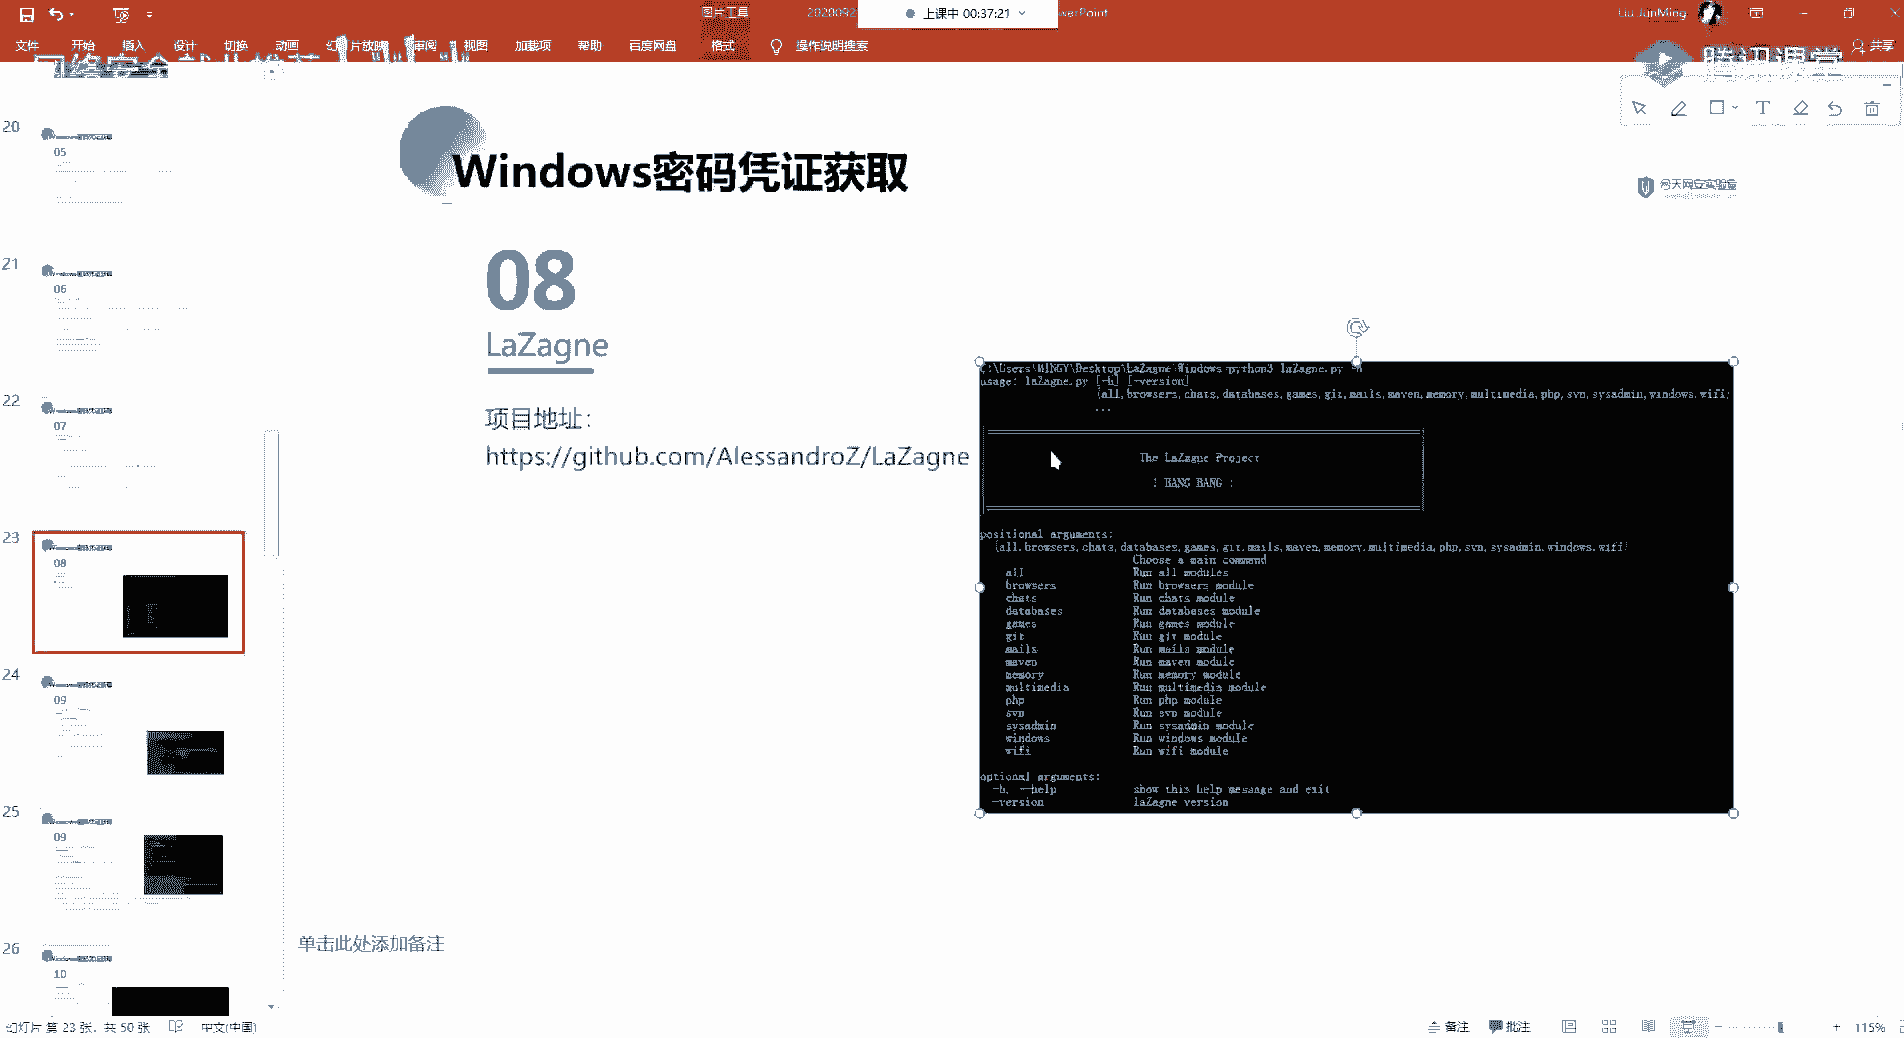 图片工具
2020092
上课中 00:37:21
werPoint
Liu JunMing
文件 开始 插入 设计 切换 动画 幻灯片放映 审阅 视图 加载项 帮助 百度网盘 格式 操作说明搜索
共享
腾讯课堂
20
05
21
06
22
07
23
08
24
09
25
09
26
10
Windows密码凭证获取
08
LaZagne
项目地址：
https://github.com/AlessandroZ/LaZagne
C:\Users\MINGY\Desktop\LaZagne\Windows>python3 laZagne.py -h
usage: laZagne.py [-h] [-version]
{all,browsers,chats,databases,games,git,mails,maven,memory,multimedia,php,svn,sysadmin,windows,wifi}
...
The LaZagne Project
! BANG BANG !
positional arguments:
{all,browsers,chats,databases,games,git,mails,maven,memory,multimedia,php,svn,sysadmin,windows,wifi}
Choose a main command
all Run all modules
browsers Run browsers module
chats Run chats module
databases Run databases module
games Run games module
git Run git module
mails Run mails module
maven Run maven module
memory Run memory module
multimedia Run multimedia module
php Run php module
svn Run svn module
sysadmin Run sysadmin module
windows Run windows module
wifi Run wifi module
optional arguments:
-h, --help show this help message and exit
-version laZagne version
单击此处添加备注
幻灯片 第 23 张，共 50 张 中文(中国)
备注 批注 115%